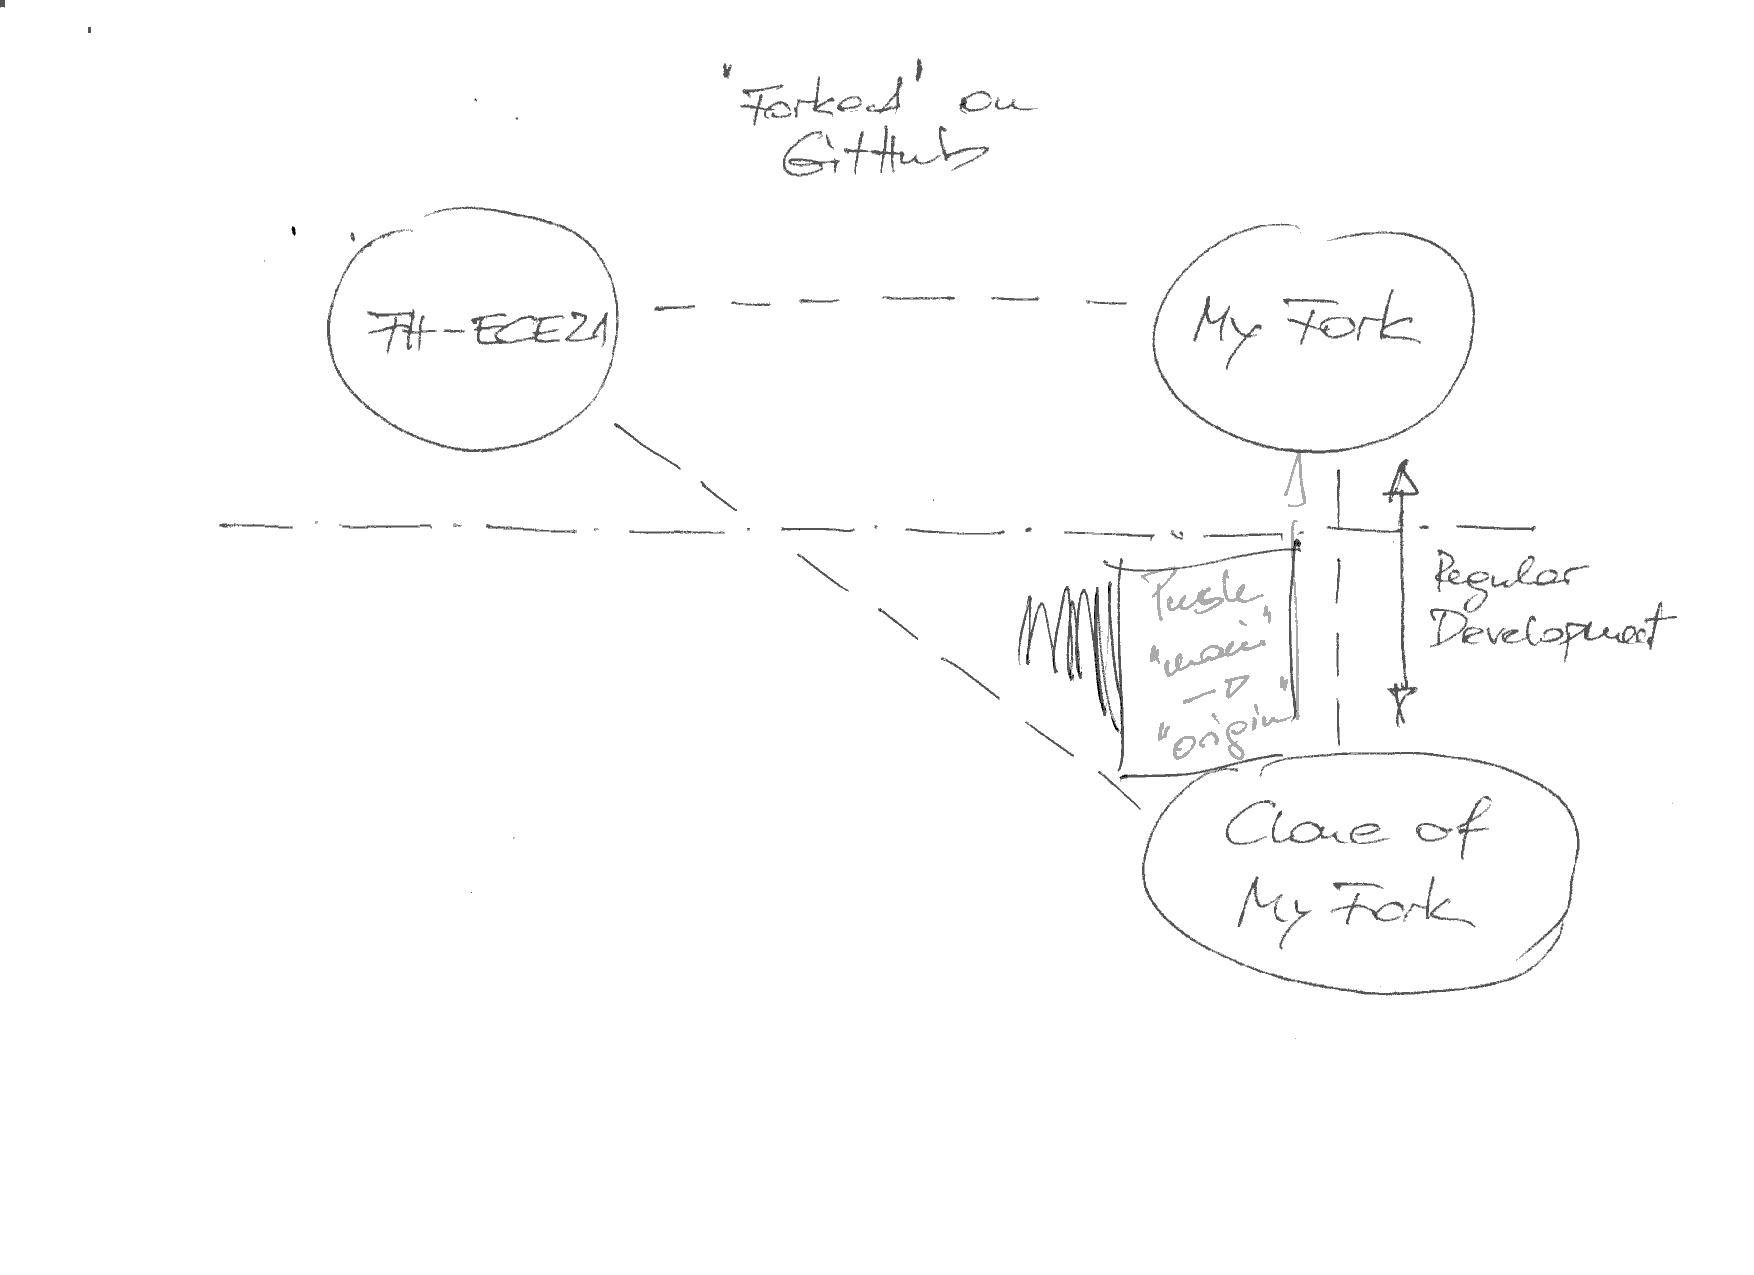 "Forked" on
GitHub
FH-ECE21
My Fork
Regular
Development
Push
"main"
"origin"
Clone of
My Fork